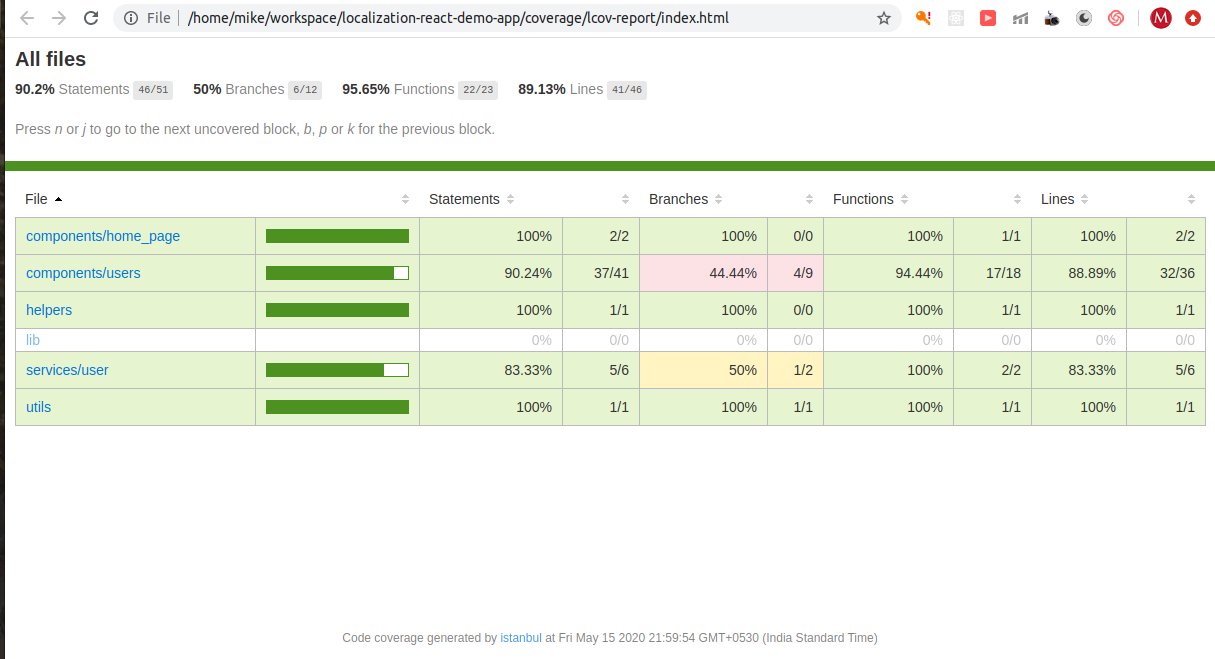 File /home/mike/workspace/localization-react-demo-app/coverage/lcov-report/index.html M
All files
90.2% Statements 46/51 50% Branches 6/12 95.65% Functions 22/23 89.13% Lines 41/46
Press n or j to go to the next uncovered block, b, p or k for the previous block.
File Statements Branches Functions Lines
components/home_page 100% 2/2 100% 0/0 100% 1/1 100% 2/2
components/users 90.24% 37/41 44.44% 4/9 94.44% 17/18 88.89% 32/36
helpers 100% 1/1 100% 0/0 100% 1/1 100% 1/1
lib 0% 0/0 0% 0/0 0% 0/0 0% 0/0
services/user 83.33% 5/6 50% 1/2 100% 2/2 83.33% 5/6
utils 100% 1/1 100% 1/1 100% 1/1 100% 1/1
Code coverage generated by istanbul at Fri May 15 2020 21:59:54 GMT+0530 (India Standard Time)